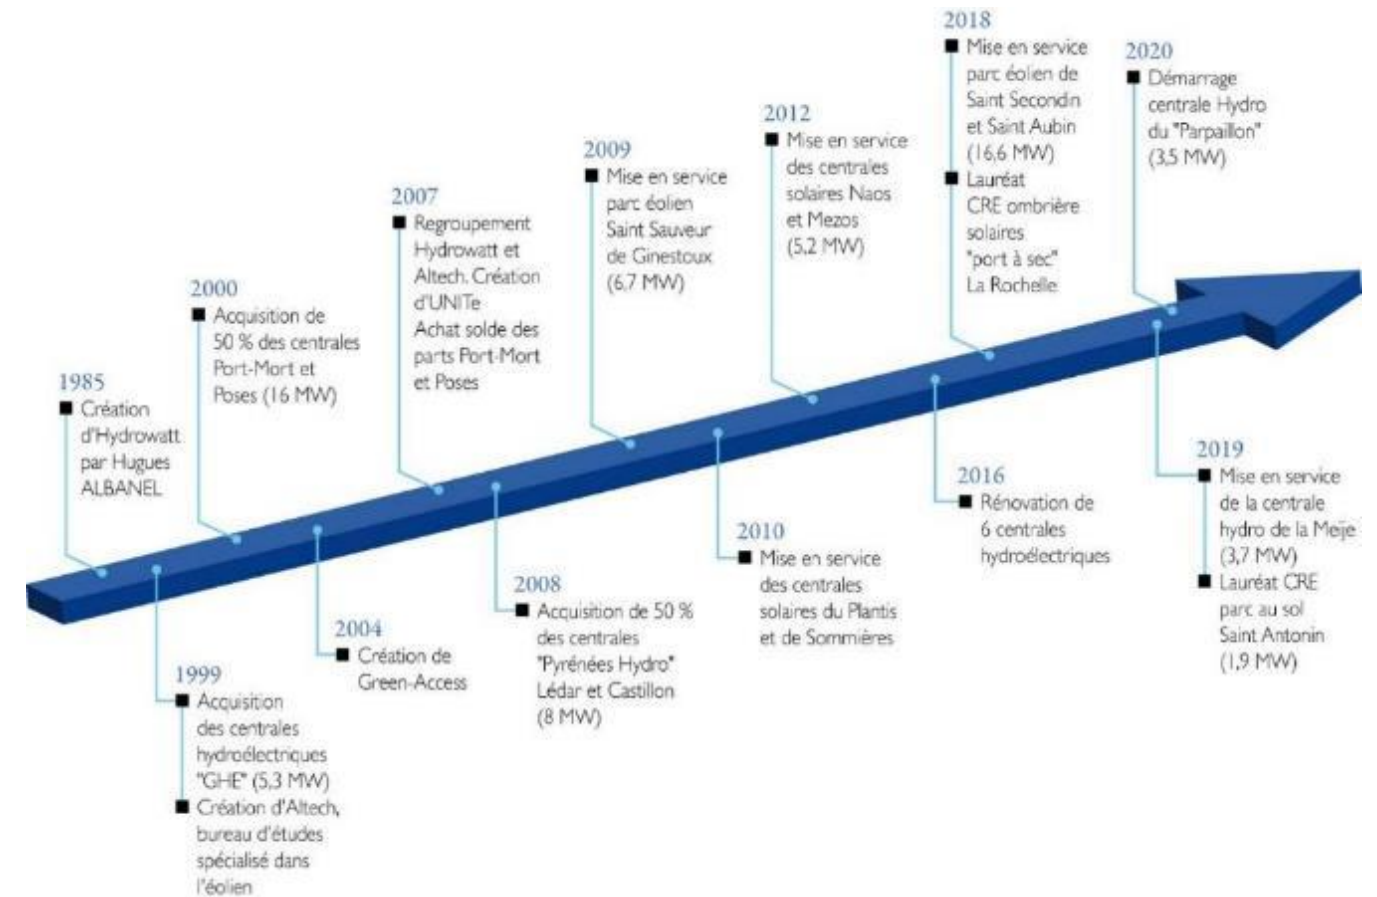 1985
Création
d'Hydrowatt
par Hugues
ALBANEL
1999
Acquisition
des centrales
hydroélectriques
"GHE" (5,3 MW)
Création d'Altech,
bureau d'études
spécialisé dans
l'éolien
2000
Acquisition de
50 % des centrales
Port-Mort et
Poses (16 MW)
2004
Création de
Green-Access
2007
Regroupement
Hydrowatt et
Altech. Création
d'UNITe
Achat solde des
parts Port-Mort
et Poses
2008
Acquisition de 50 %
des centrales
"Pyrénées Hydro"
Lédar et Castillon
(8 MW)
2009
Mise en service
parc éolien
Saint Sauveur
de Ginestoux
(6,7 MW)
2010
Mise en service
des centrales
solaires du Plantis
et de Sommières
2012
Mise en service
des centrales
solaires Naos
et Mezos
(5,2 MW)
2016
Rénovation de
6 centrales
hydroélectriques
2018
Mise en service
parc éolien de
Saint Secondin
et Saint Aubin
(16,6 MW)
Lauréat
CRE ombrière
solaires
"port à sec"
La Rochelle
2019
Mise en service
de la centrale
hydro de la Meije
(3,7 MW)
Lauréat CRE
parc au sol
Saint Antonin
(1,9 MW)
2020
Démarrage
centrale Hydro
du "Parpaillon"
(3,5 MW)